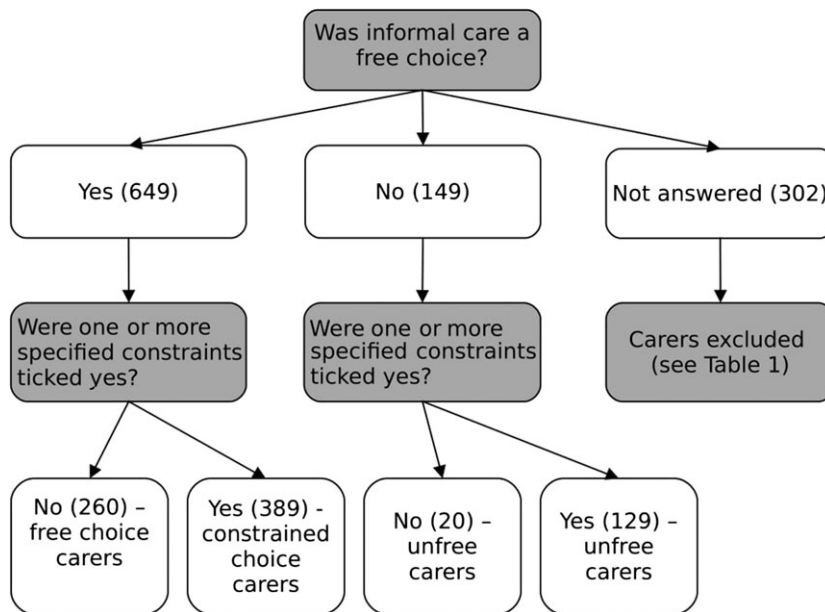 Was informal care a
free choice?
Yes (649)
No (149)
Not answered (302)
Were one or more
specified constraints
ticked yes?
Were one or more
specified constraints
ticked yes?
Carers excluded
(see Table 1)
No (260) –
free choice
carers
Yes (389) -
constrained
choice
carers
No (20) –
unfree
carers
Yes (129) –
unfree
carers